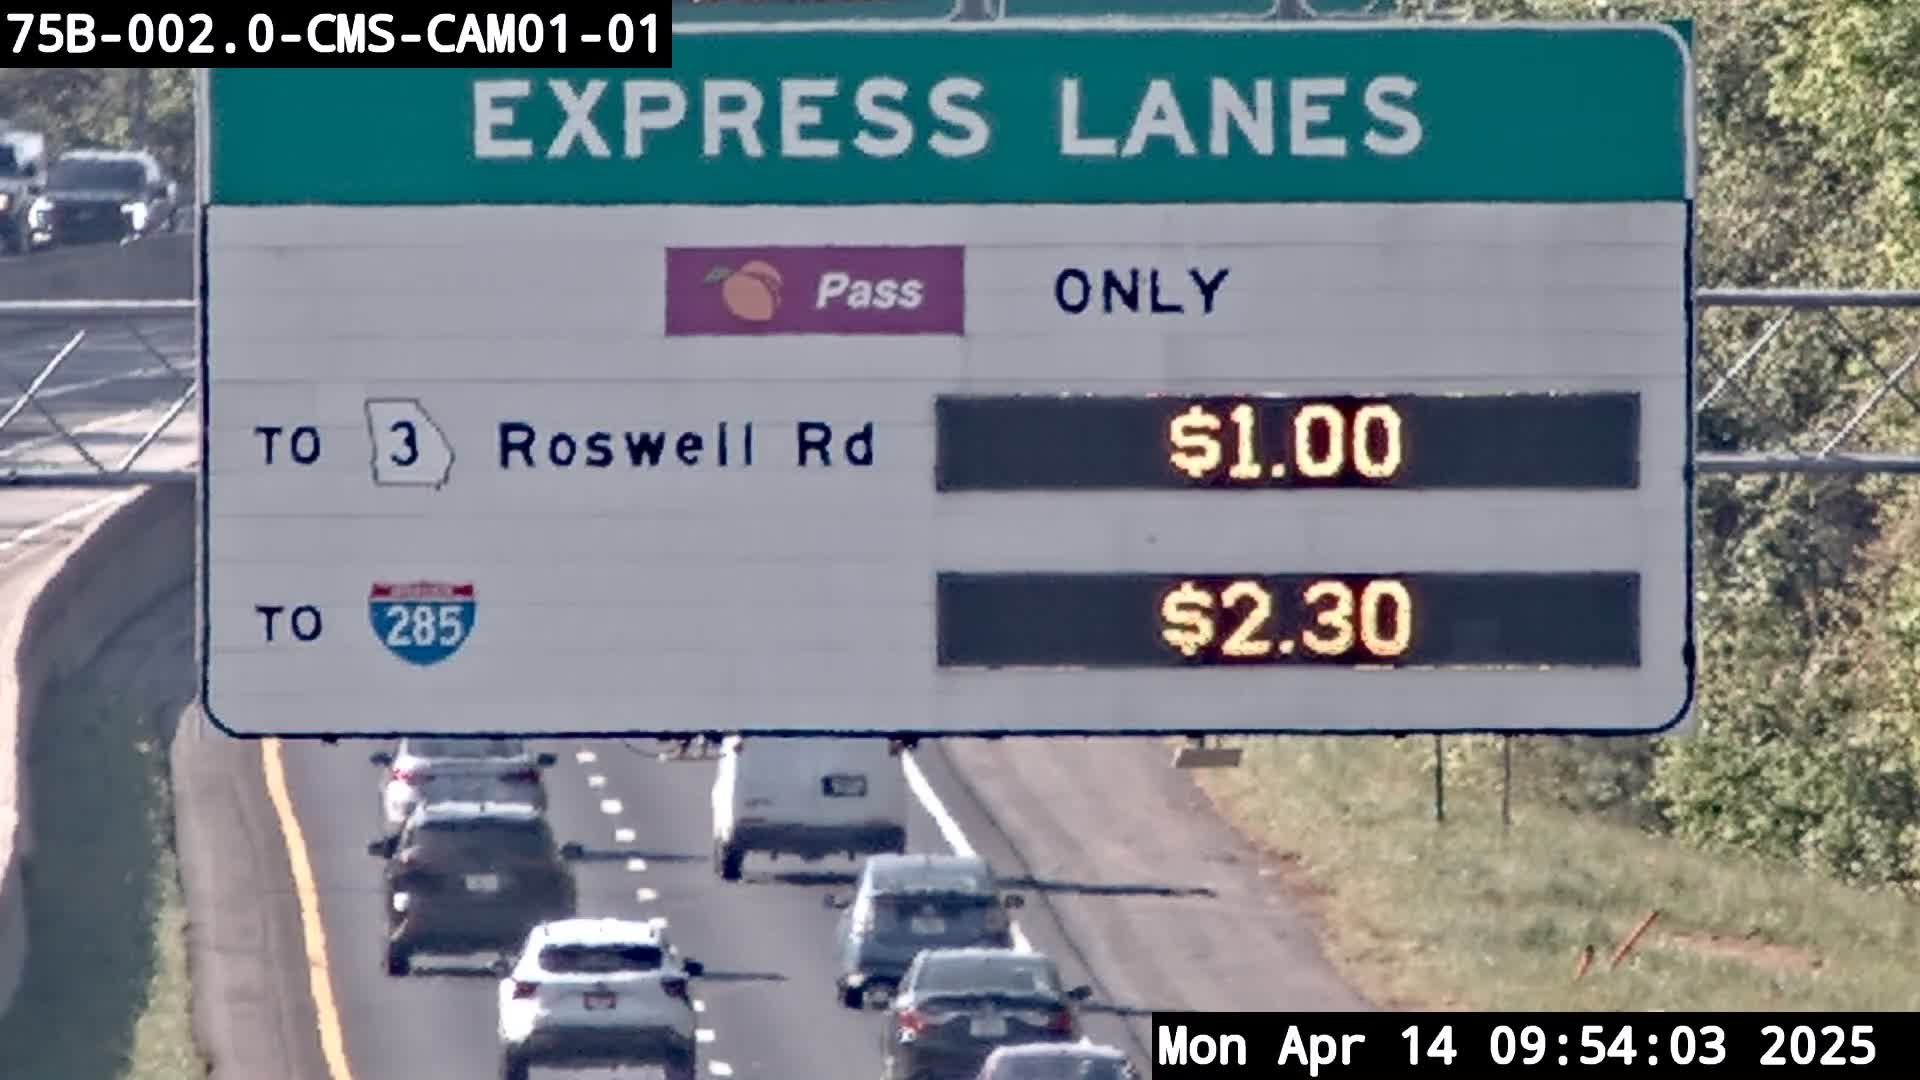 75B-002.0-CMS-CAM01-01
EXPRESS LANES
Pass ONLY
TO 3 Roswell Rd $1.00
TO 285 $2.30
Mon Apr 14 09:54:03 2025